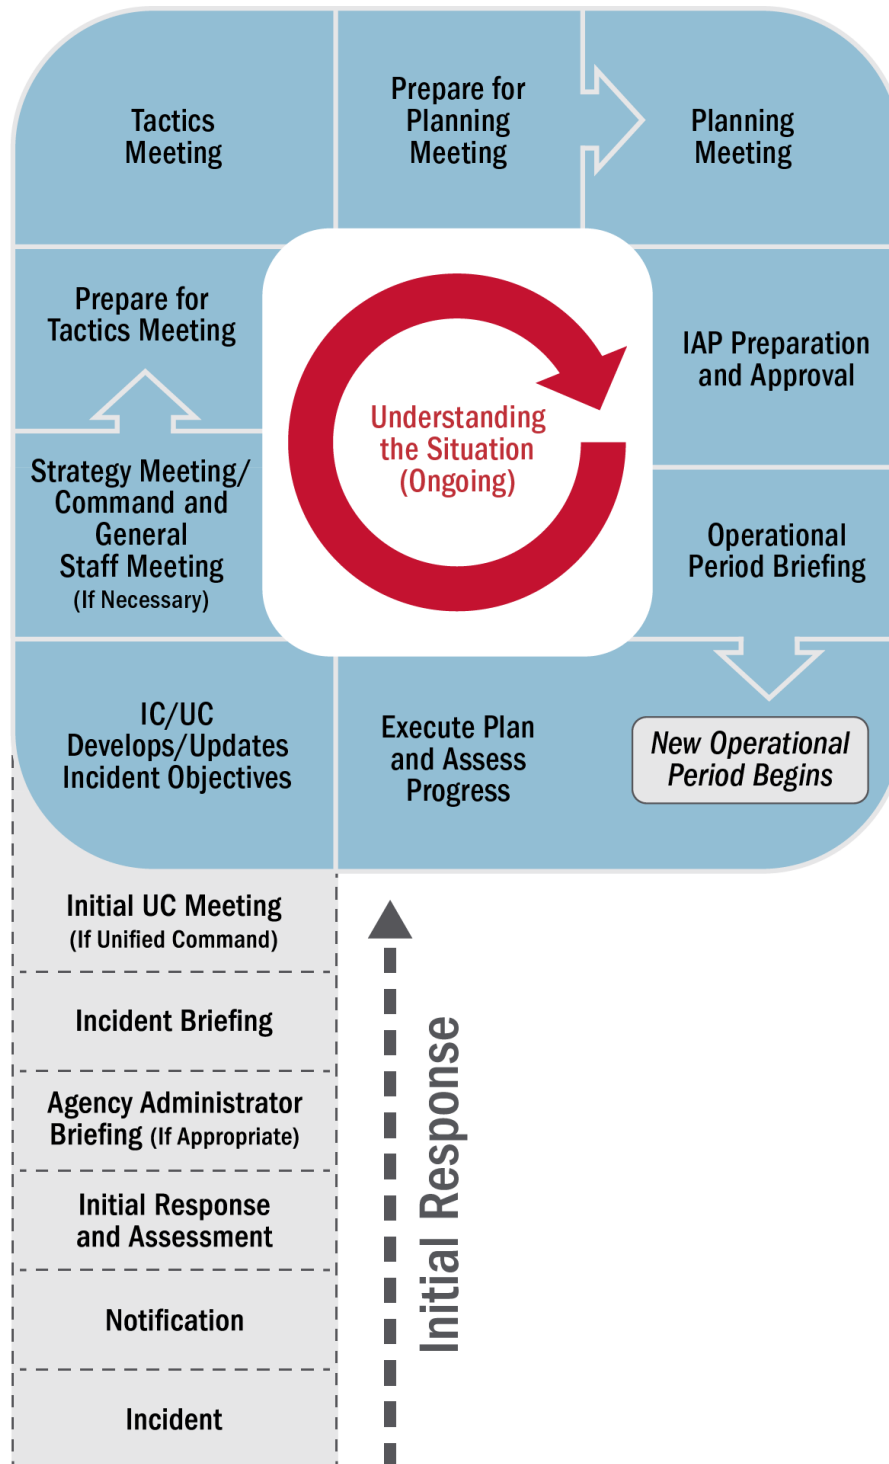 Tactics
Meeting
Prepare for
Planning
Meeting
Planning
Meeting
Prepare for
Tactics Meeting
IAP Preparation
and Approval
Understanding
the Situation
(Ongoing)
Strategy Meeting/
Command and
General
Staff Meeting
(If Necessary)
Operational
Period Briefing
IC/UC
Develops/Updates
Incident Objectives
Execute Plan
and Assess
Progress
New Operational
Period Begins
Initial UC Meeting
(If Unified Command)
Incident Briefing
Agency Administrator
Briefing (If Appropriate)
Initial Response
and Assessment
Notification
Incident
Initial Response